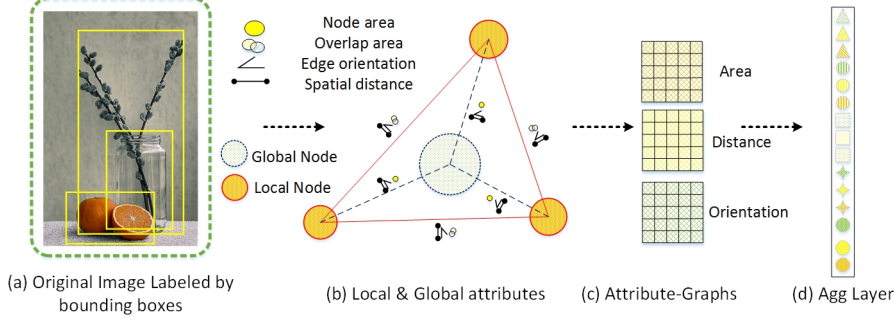 Node area
Overlap area
Edge orientation
Spatial distance
Global Node
Local Node
Area
Distance
Orientation
(a) Original Image Labeled by
bounding boxes
(b) Local & Global attributes
(c) Attribute-Graphs
(d) Agg Layer